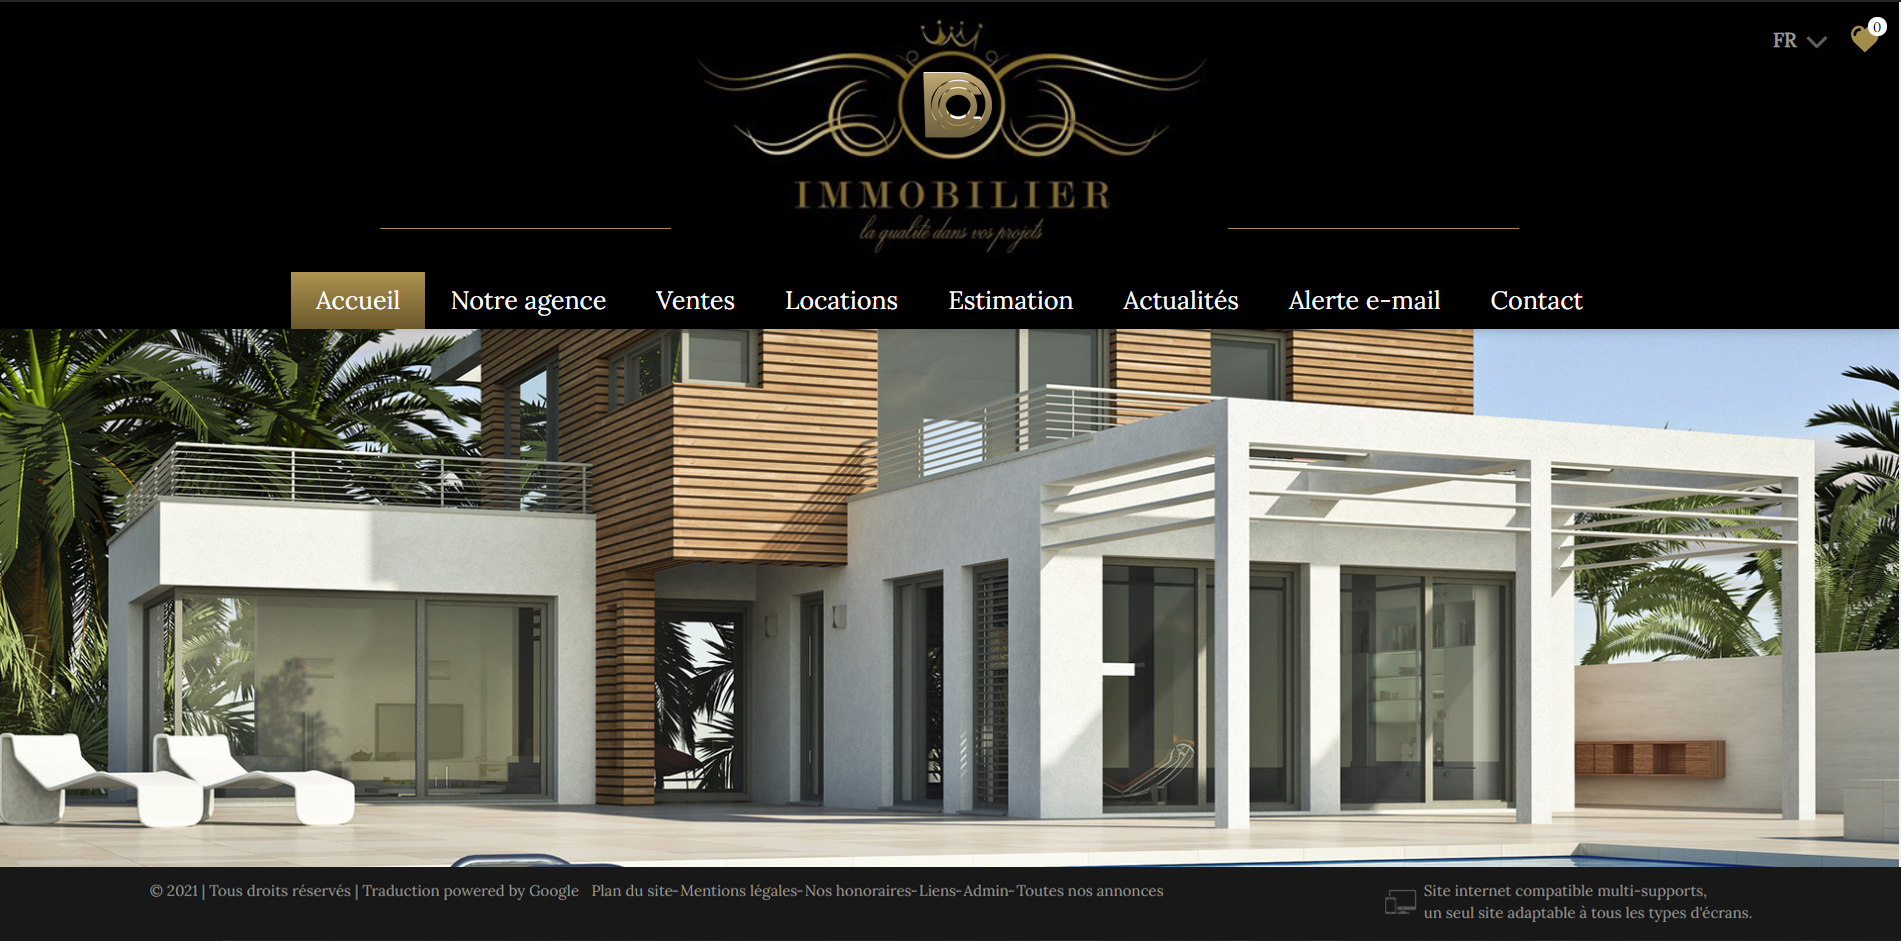 FR
0
IMMOBILIER
la qualité dans vos projets
Accueil
Notre agence
Ventes
Locations
Estimation
Actualités
Alerte e-mail
Contact
© 2021 | Tous droits réservés | Traduction powered by Google Plan du site-Mentions légales-Nos honoraires-Liens-Admin-Toutes nos annonces
Site internet compatible multi-supports,
un seul site adaptable à tous les types d'écrans.